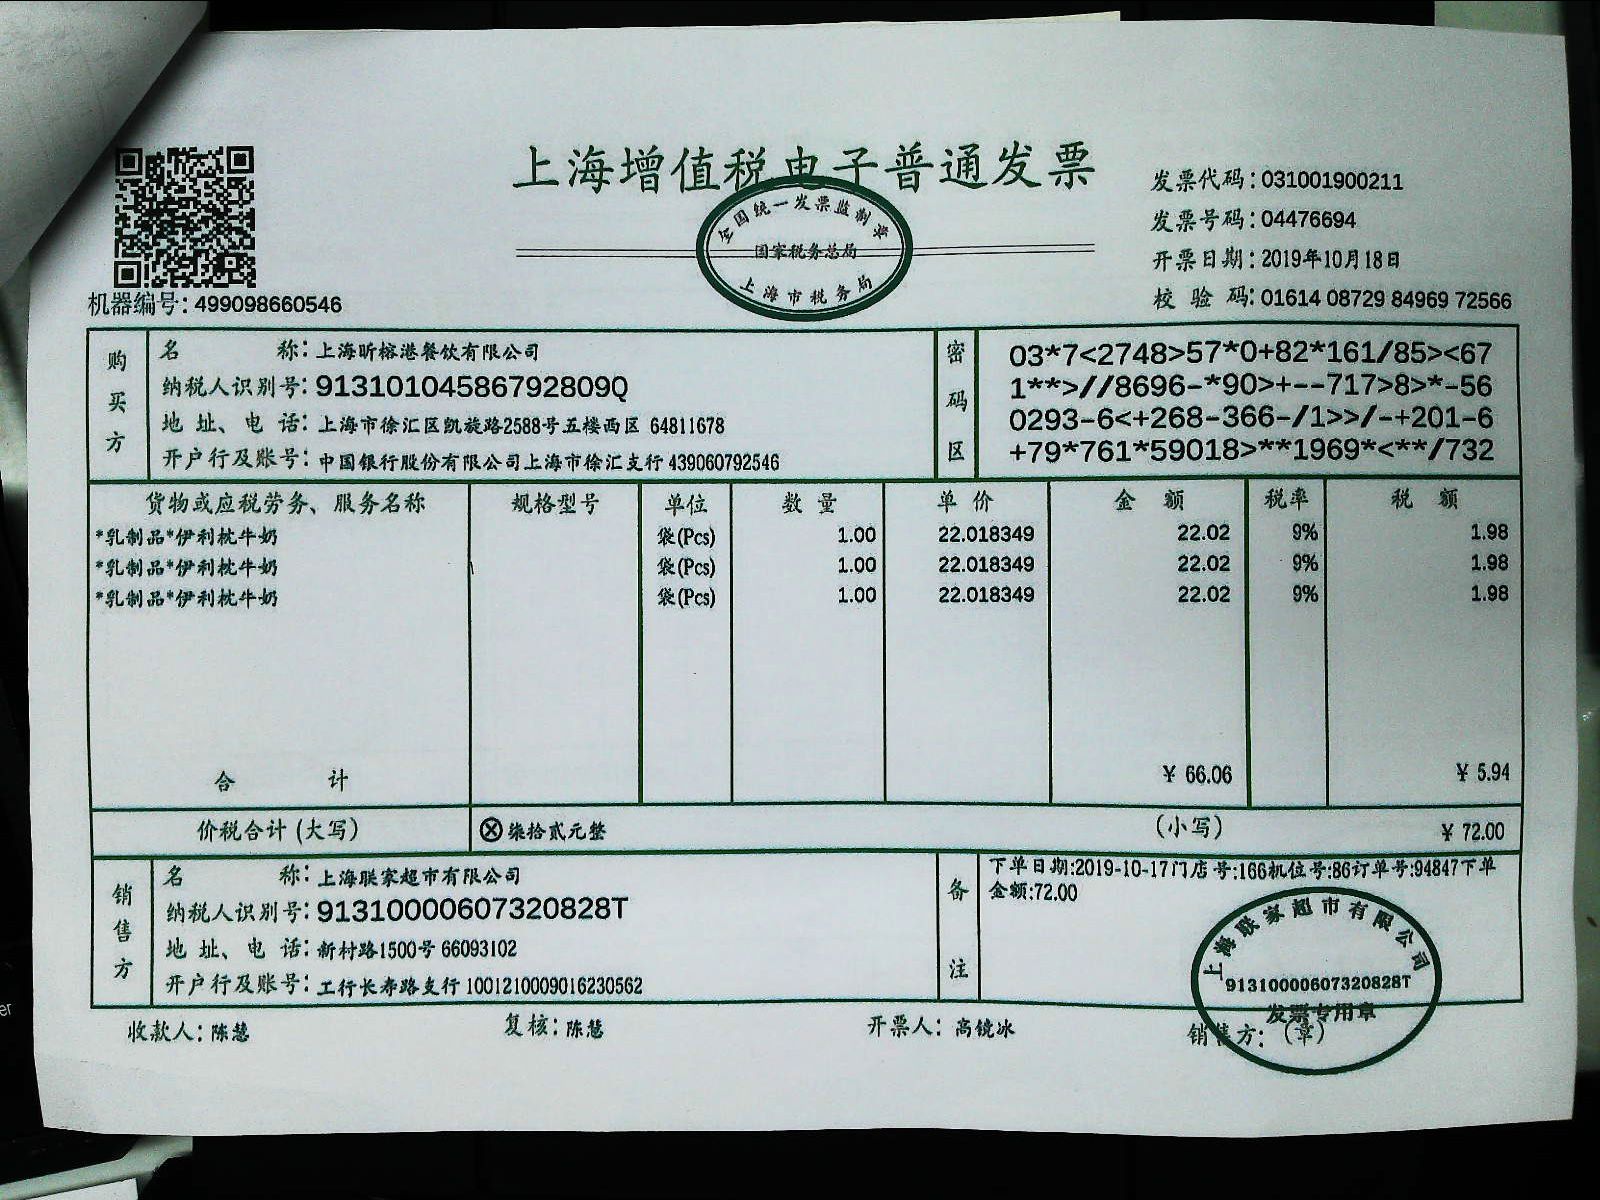 上海增值税电子普通发票
全国统一发票监制章
国家税务总局
上海市税务局
发票代码:031001900211
发票号码:04476694
开票日期:2019年10月18日
校 验 码:01614 08729 84969 72566
机器编号:499098660546
购买方
名 称:上海昕榕港餐饮有限公司
纳税人识别号:91310104586792809Q
地 址、电 话:上海市徐汇区凯旋路2588号五楼西区 64811678
开户行及账号:中国银行股份有限公司上海市徐汇支行 439060792546
密码区
03*7<2748>57*0+82*161/85><67
1**>//8696-*90>+--717>8>*-56
0293-6<+268-366-/1>>/-+201-6
+79*761*59018>**1969*<**/732
货物或应税劳务、服务名称 规格型号 单位 数 量 单 价 金 额 税率 税 额
*乳制品*伊利枕牛奶 袋(Pcs) 1.00 22.018349 22.02 9% 1.98
*乳制品*伊利枕牛奶 袋(Pcs) 1.00 22.018349 22.02 9% 1.98
*乳制品*伊利枕牛奶 袋(Pcs) 1.00 22.018349 22.02 9% 1.98
合 计 ¥ 66.06 ¥ 5.94
价税合计 (大写) ⊗柒拾贰元整 (小写) ¥ 72.00
销售方
名 称:上海联家超市有限公司
纳税人识别号:91310000607320828T
地 址、电 话:新村路1500号 66093102
开户行及账号:工行长寿路支行 1001210009016230562
备注
下单日期:2019-10-17门店号:166机位号:86订单号:94847下单
金额:72.00
上海联家超市有限公司
91310000607320828T
发票专用章
收款人:陈慧 复核:陈慧 开票人:高镜冰 销售方:(章)